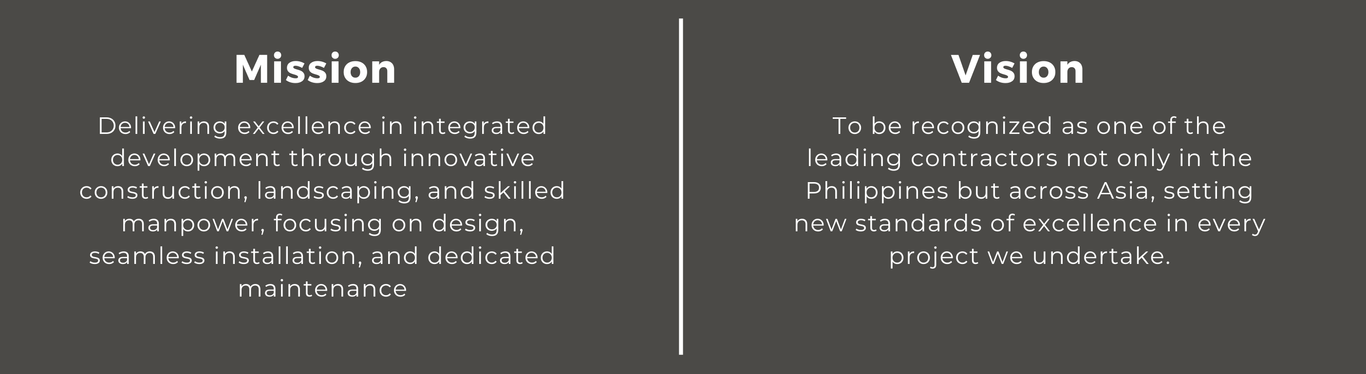 Mission
Delivering excellence in integrated
development through innovative
construction, landscaping, and skilled
manpower, focusing on design,
seamless installation, and dedicated
maintenance
Vision
To be recognized as one of the
leading contractors not only in the
Philippines but across Asia, setting
new standards of excellence in every
project we undertake.